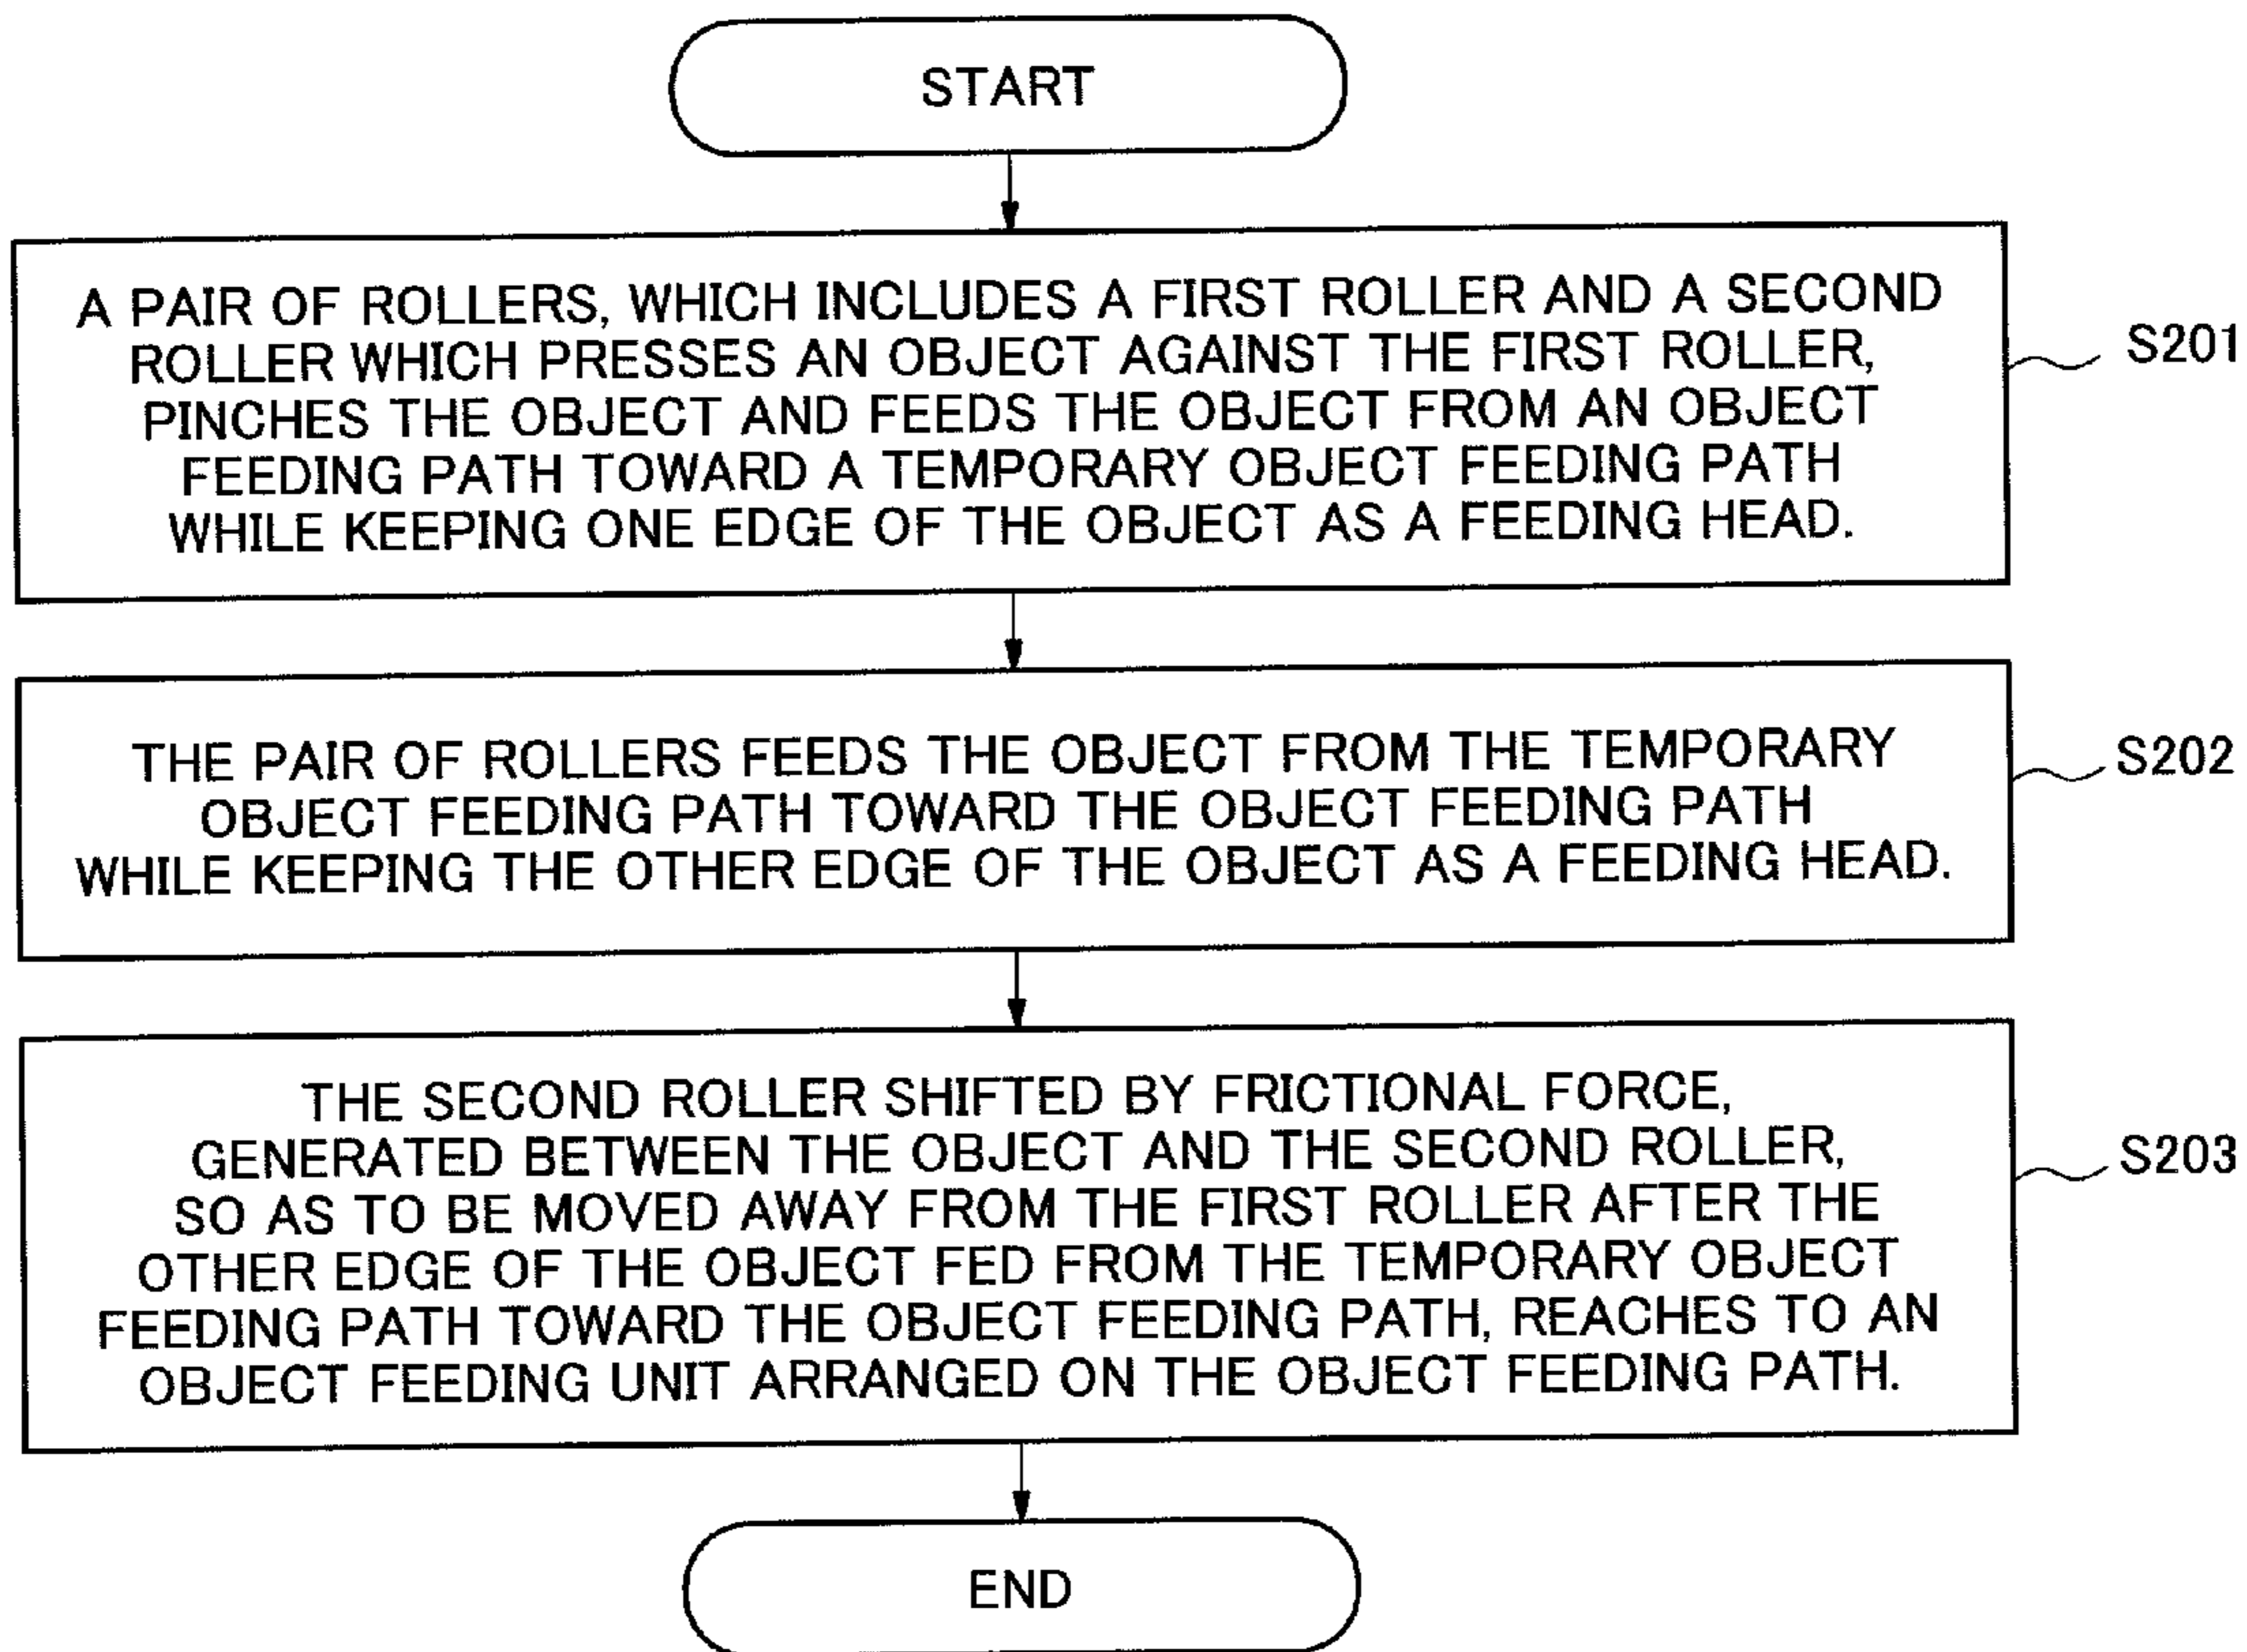 START
A PAIR OF ROLLERS, WHICH INCLUDES A FIRST ROLLER AND A SECOND
ROLLER WHICH PRESSES AN OBJECT AGAINST THE FIRST ROLLER,
PINCHES THE OBJECT AND FEEDS THE OBJECT FROM AN OBJECT
FEEDING PATH TOWARD A TEMPORARY OBJECT FEEDING PATH
WHILE KEEPING ONE EDGE OF THE OBJECT AS A FEEDING HEAD.
S201
THE PAIR OF ROLLERS FEEDS THE OBJECT FROM THE TEMPORARY
OBJECT FEEDING PATH TOWARD THE OBJECT FEEDING PATH
WHILE KEEPING THE OTHER EDGE OF THE OBJECT AS A FEEDING HEAD.
S202
THE SECOND ROLLER SHIFTED BY FRICTIONAL FORCE,
GENERATED BETWEEN THE OBJECT AND THE SECOND ROLLER,
SO AS TO BE MOVED AWAY FROM THE FIRST ROLLER AFTER THE
OTHER EDGE OF THE OBJECT FED FROM THE TEMPORARY OBJECT
FEEDING PATH TOWARD THE OBJECT FEEDING PATH, REACHES TO AN
OBJECT FEEDING UNIT ARRANGED ON THE OBJECT FEEDING PATH.
S203
END